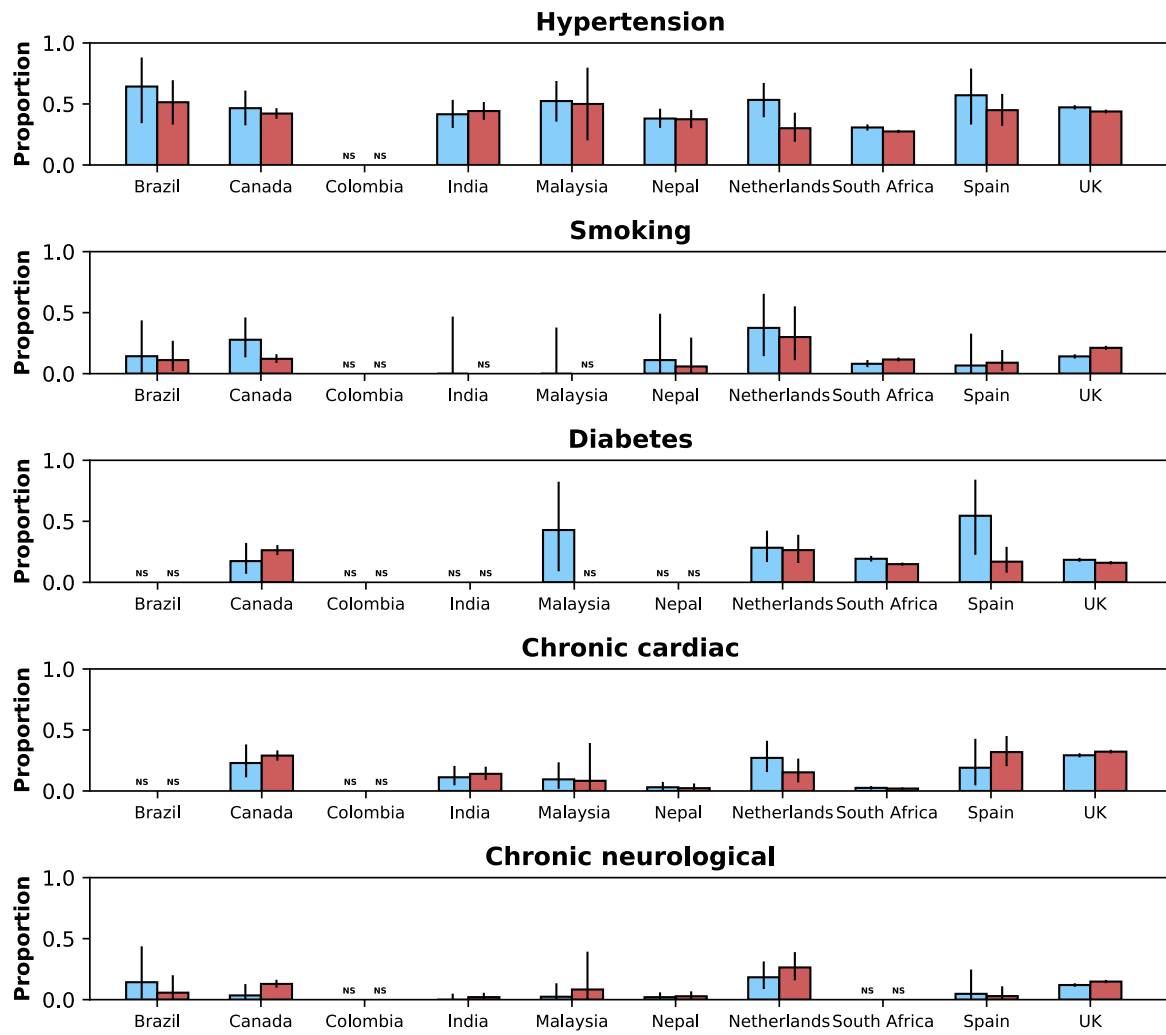 Hypertension
1.0
Proportion
0.5
NS NS
0.0
Brazil Canada Colombia India Malaysia Nepal Netherlands South Africa Spain UK
Smoking
1.0
Proportion
0.5
NS NS NS NS
0.0
Brazil Canada Colombia India Malaysia Nepal Netherlands South Africa Spain UK
Diabetes
1.0
Proportion
0.5
NS NS NS NS NS NS NS NS NS
0.0
Brazil Canada Colombia India Malaysia Nepal Netherlands South Africa Spain UK
Chronic cardiac
1.0
Proportion
0.5
NS NS NS NS
0.0
Brazil Canada Colombia India Malaysia Nepal Netherlands South Africa Spain UK
Chronic neurological
1.0
Proportion
0.5
NS NS NS NS
0.0
Brazil Canada Colombia India Malaysia Nepal Netherlands South Africa Spain UK